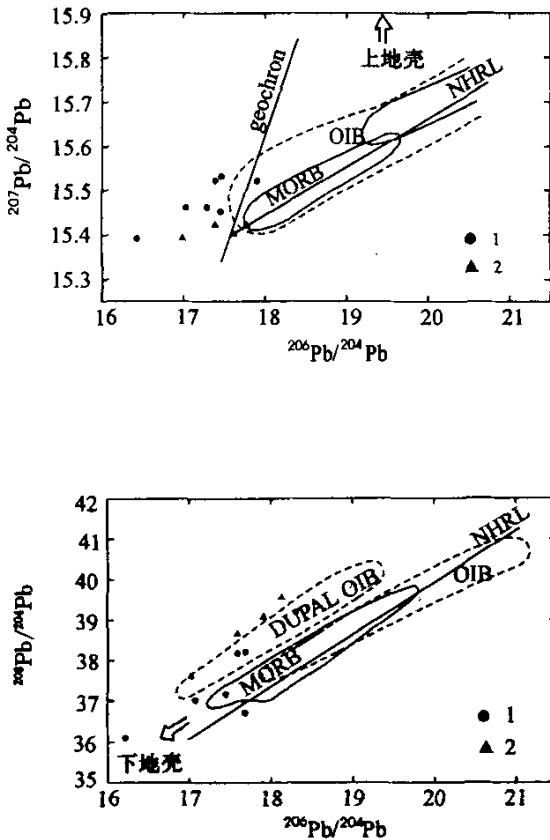 15.9
15.8
15.7
15.6
15.5
15.4
15.3
²⁰⁷Pb/²⁰⁴Pb
geochron
上地壳
NHRL
OIB
MORB
● 1
▲ 2
16 17 18 19 20 21
²⁰⁶Pb/²⁰⁴Pb
42
41
40
39
38
37
36
35
²⁰⁸Pb/²⁰⁴Pb
NHRL
DUPAL OIB
OIB
MORB
下地壳
● 1
▲ 2
16 17 18 19 20 21
²⁰⁶Pb/²⁰⁴Pb